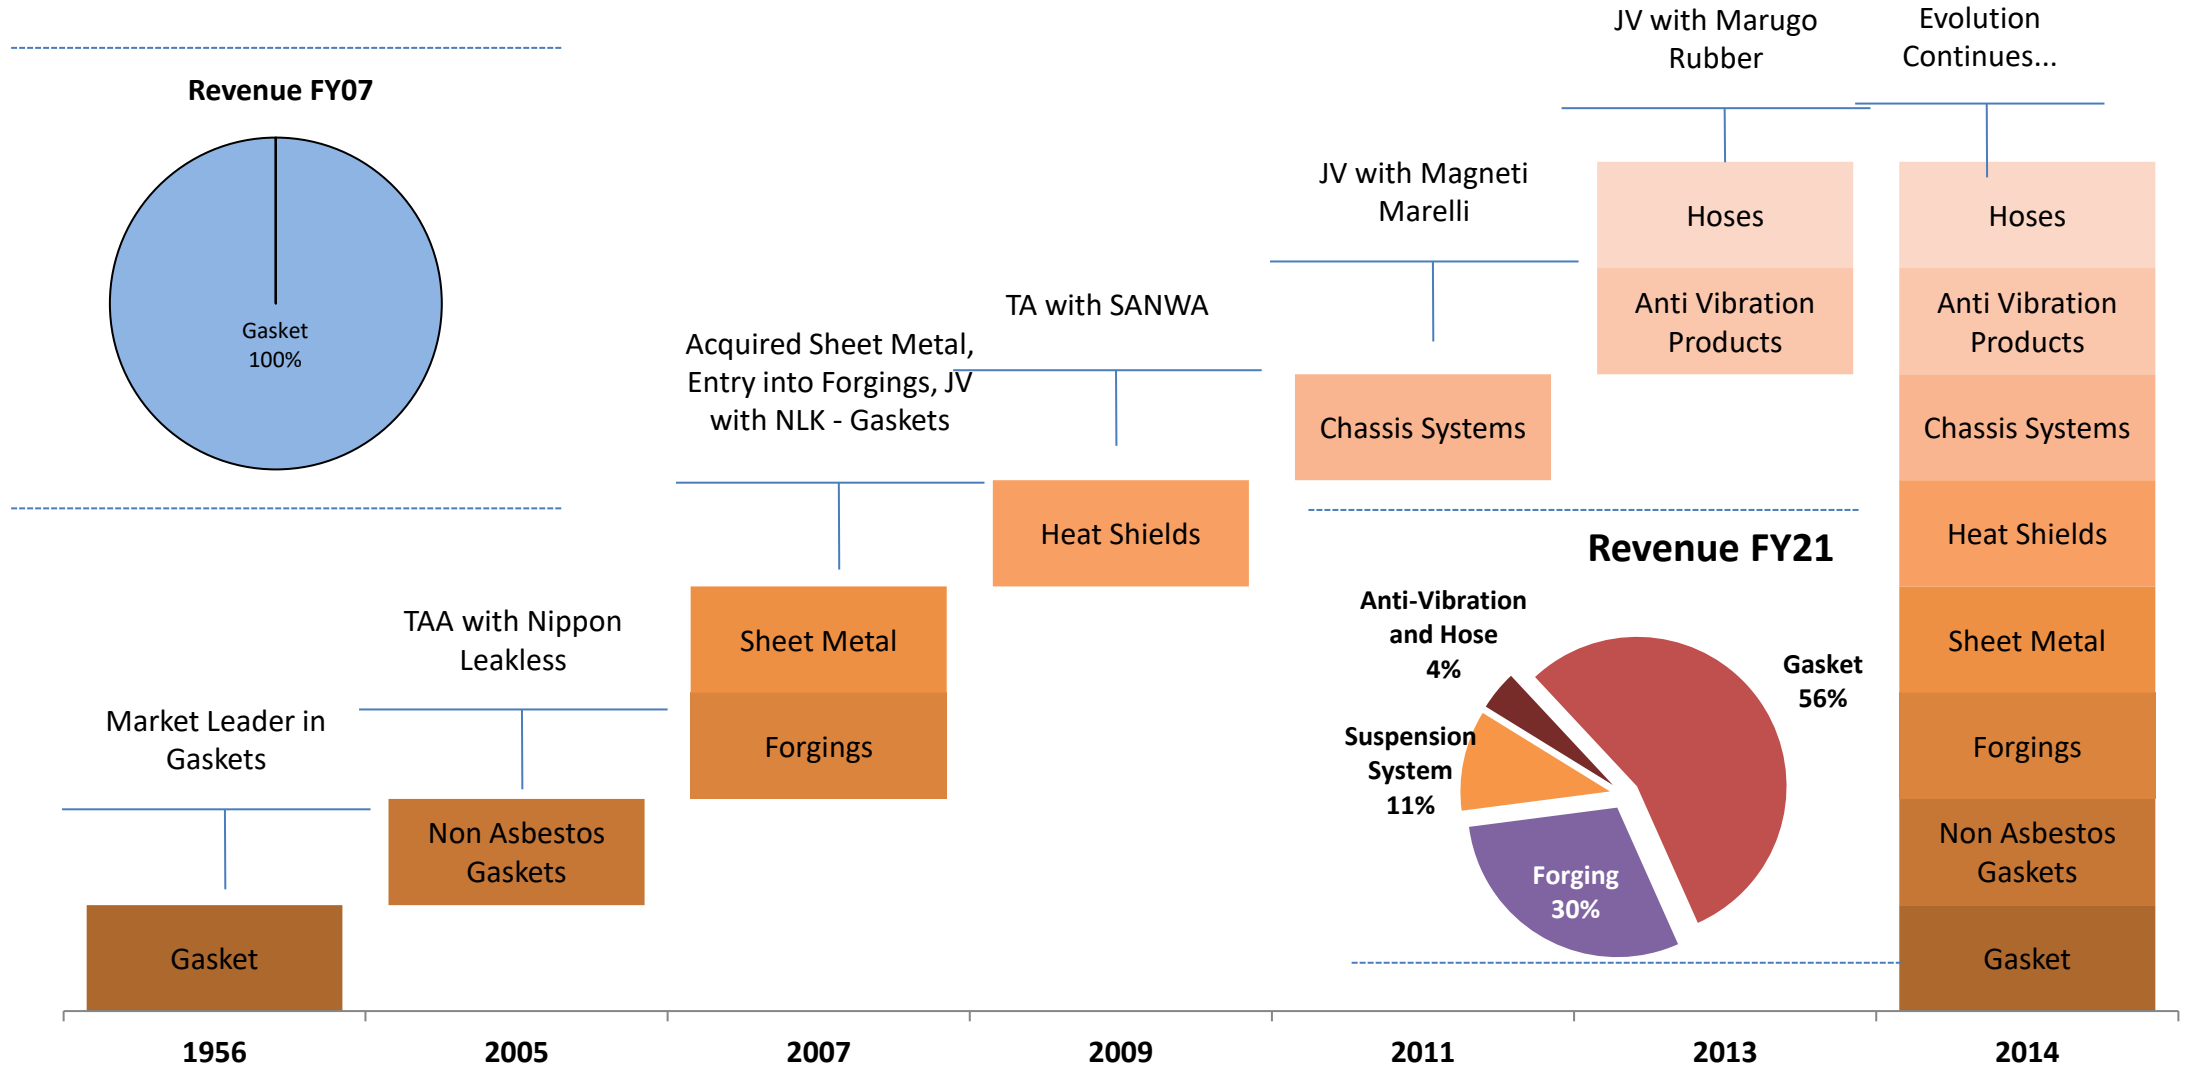 Revenue FY07
Gasket
100%
Market Leader in
Gaskets
Gasket
TAA with Nippon
Leakless
Non Asbestos
Gaskets
Acquired Sheet Metal,
Entry into Forgings, JV
with NLK - Gaskets
Sheet Metal
Forgings
TA with SANWA
Heat Shields
JV with Magneti
Marelli
Chassis Systems
JV with Marugo
Rubber
Hoses
Anti Vibration
Products
Evolution
Continues...
Hoses
Anti Vibration
Products
Chassis Systems
Heat Shields
Sheet Metal
Forgings
Non Asbestos
Gaskets
Gasket
Revenue FY21
Anti-Vibration
and Hose
4%
Gasket
56%
Suspension
System
11%
Forging
30%
1956
2005
2007
2009
2011
2013
2014